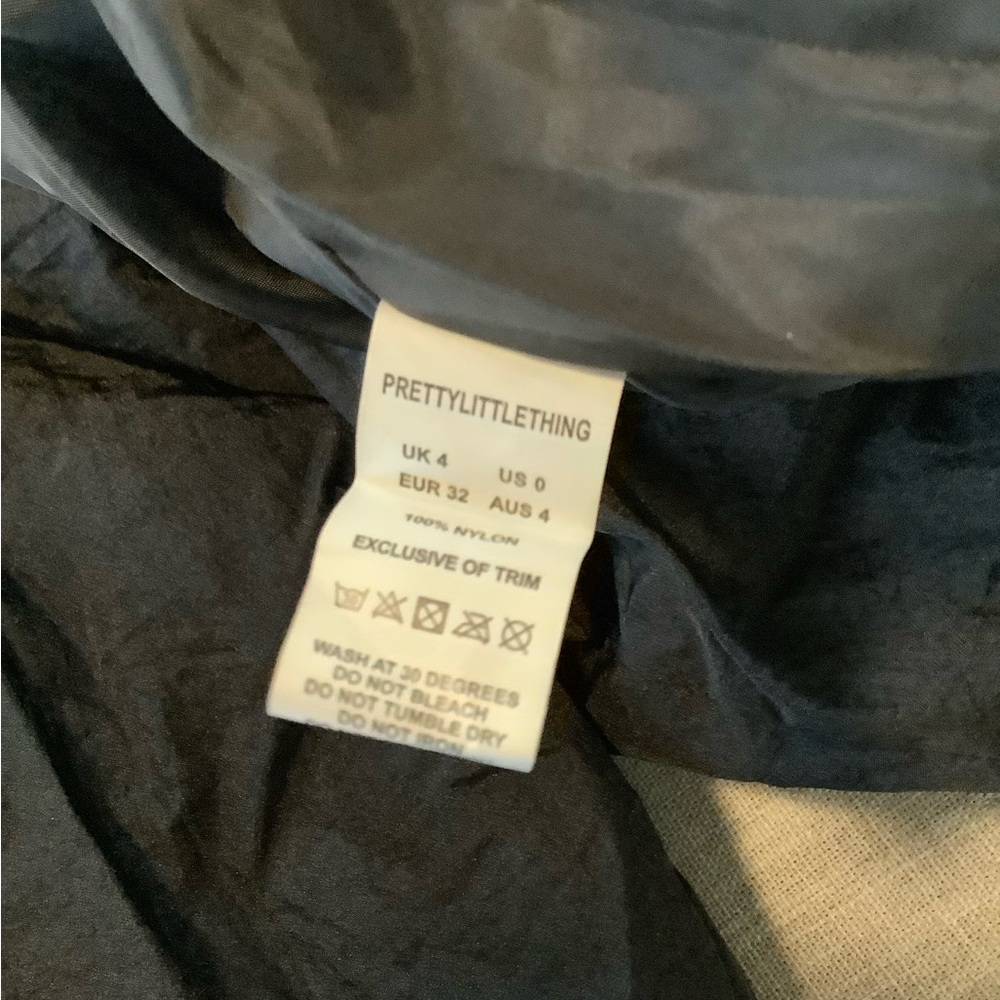 PRETTYLITTLETHING
UK 4 US 0
EUR 32 AUS 4
100% NYLON
EXCLUSIVE OF TRIM
WASH AT 30 DEGREES
DO NOT BLEACH
DO NOT TUMBLE DRY
DO NOT IRON